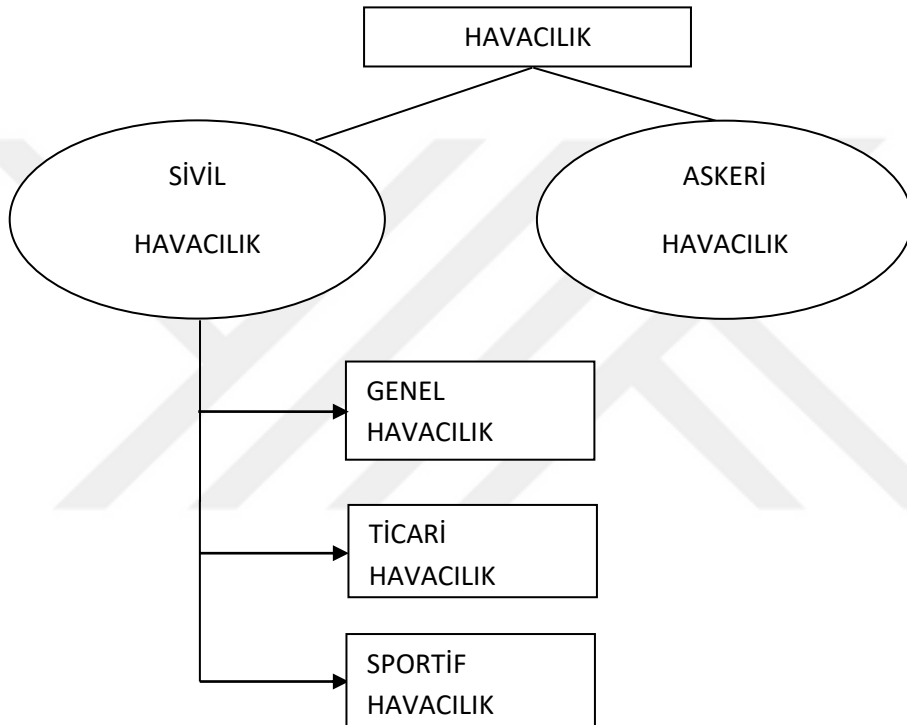 HAVACILIK
SİVİL
HAVACILIK
ASKERİ
HAVACILIK
GENEL
HAVACILIK
TİCARİ
HAVACILIK
SPORTİF
HAVACILIK